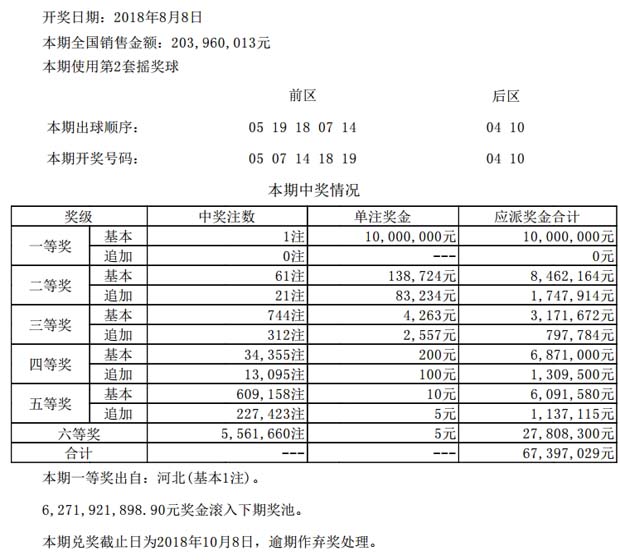 开奖日期：2018年8月8日
本期全国销售金额：203,960,013元
本期使用第2套摇奖球
前区 后区
本期出球顺序： 05 19 18 07 14 04 10
本期开奖号码： 05 07 14 18 19 04 10
本期中奖情况
奖级 中奖注数 单注奖金 应派奖金合计
一等奖 基本 1注 10,000,000元 10,000,000元
追加 0注 --- 0元
二等奖 基本 61注 138,724元 8,462,164元
追加 21注 83,234元 1,747,914元
三等奖 基本 744注 4,263元 3,171,672元
追加 312注 2,557元 797,784元
四等奖 基本 34,355注 200元 6,871,000元
追加 13,095注 100元 1,309,500元
五等奖 基本 609,158注 10元 6,091,580元
追加 227,423注 5元 1,137,115元
六等奖 5,561,660注 5元 27,808,300元
合计 --- --- 67,397,029元
本期一等奖出自：河北(基本1注)。
6,271,921,898.90元奖金滚入下期奖池。
本期兑奖截止日为2018年10月8日，逾期作弃奖处理。